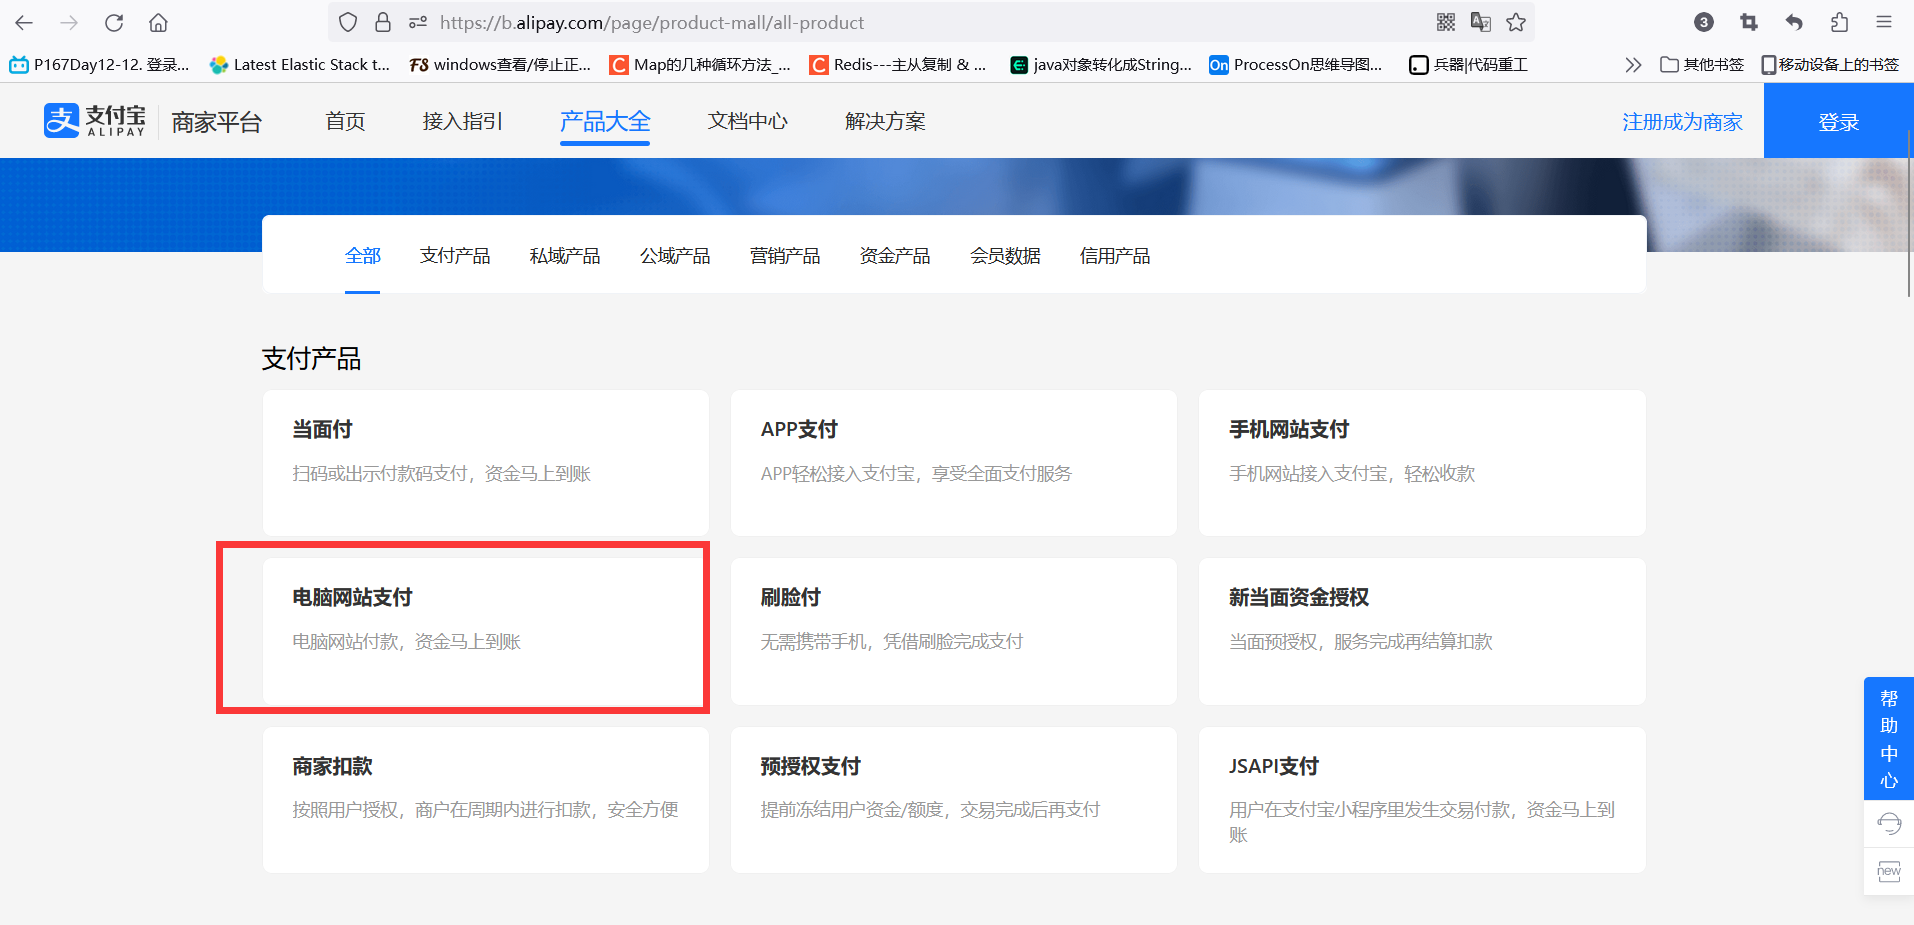 https://b.alipay.com/page/product-mall/all-product
3
P167Day12-12. 登录...
Latest Elastic Stack t...
FS windows查看/停止正...
C Map的几种循环方法_...
C Redis---主从复制 & ...
java对象转化成String...
On ProcessOn思维导图...
兵器|代码重工
其他书签
移动设备上的书签
支 支付宝 ALIPAY
商家平台
首页
接入指引
产品大全
文档中心
解决方案
注册成为商家
登录
全部
支付产品
私域产品
公域产品
营销产品
资金产品
会员数据
信用产品
支付产品
当面付
扫码或出示付款码支付，资金马上到账
APP支付
APP轻松接入支付宝，享受全面支付服务
手机网站支付
手机网站接入支付宝，轻松收款
电脑网站支付
电脑网站付款，资金马上到账
刷脸付
无需携带手机，凭借刷脸完成支付
新当面资金授权
当面预授权，服务完成再结算扣款
商家扣款
按照用户授权，商户在周期内进行扣款，安全方便
预授权支付
提前冻结用户资金/额度，交易完成后再支付
JSAPI支付
用户在支付宝小程序里发生交易付款，资金马上到
账
帮
助
中
心
new